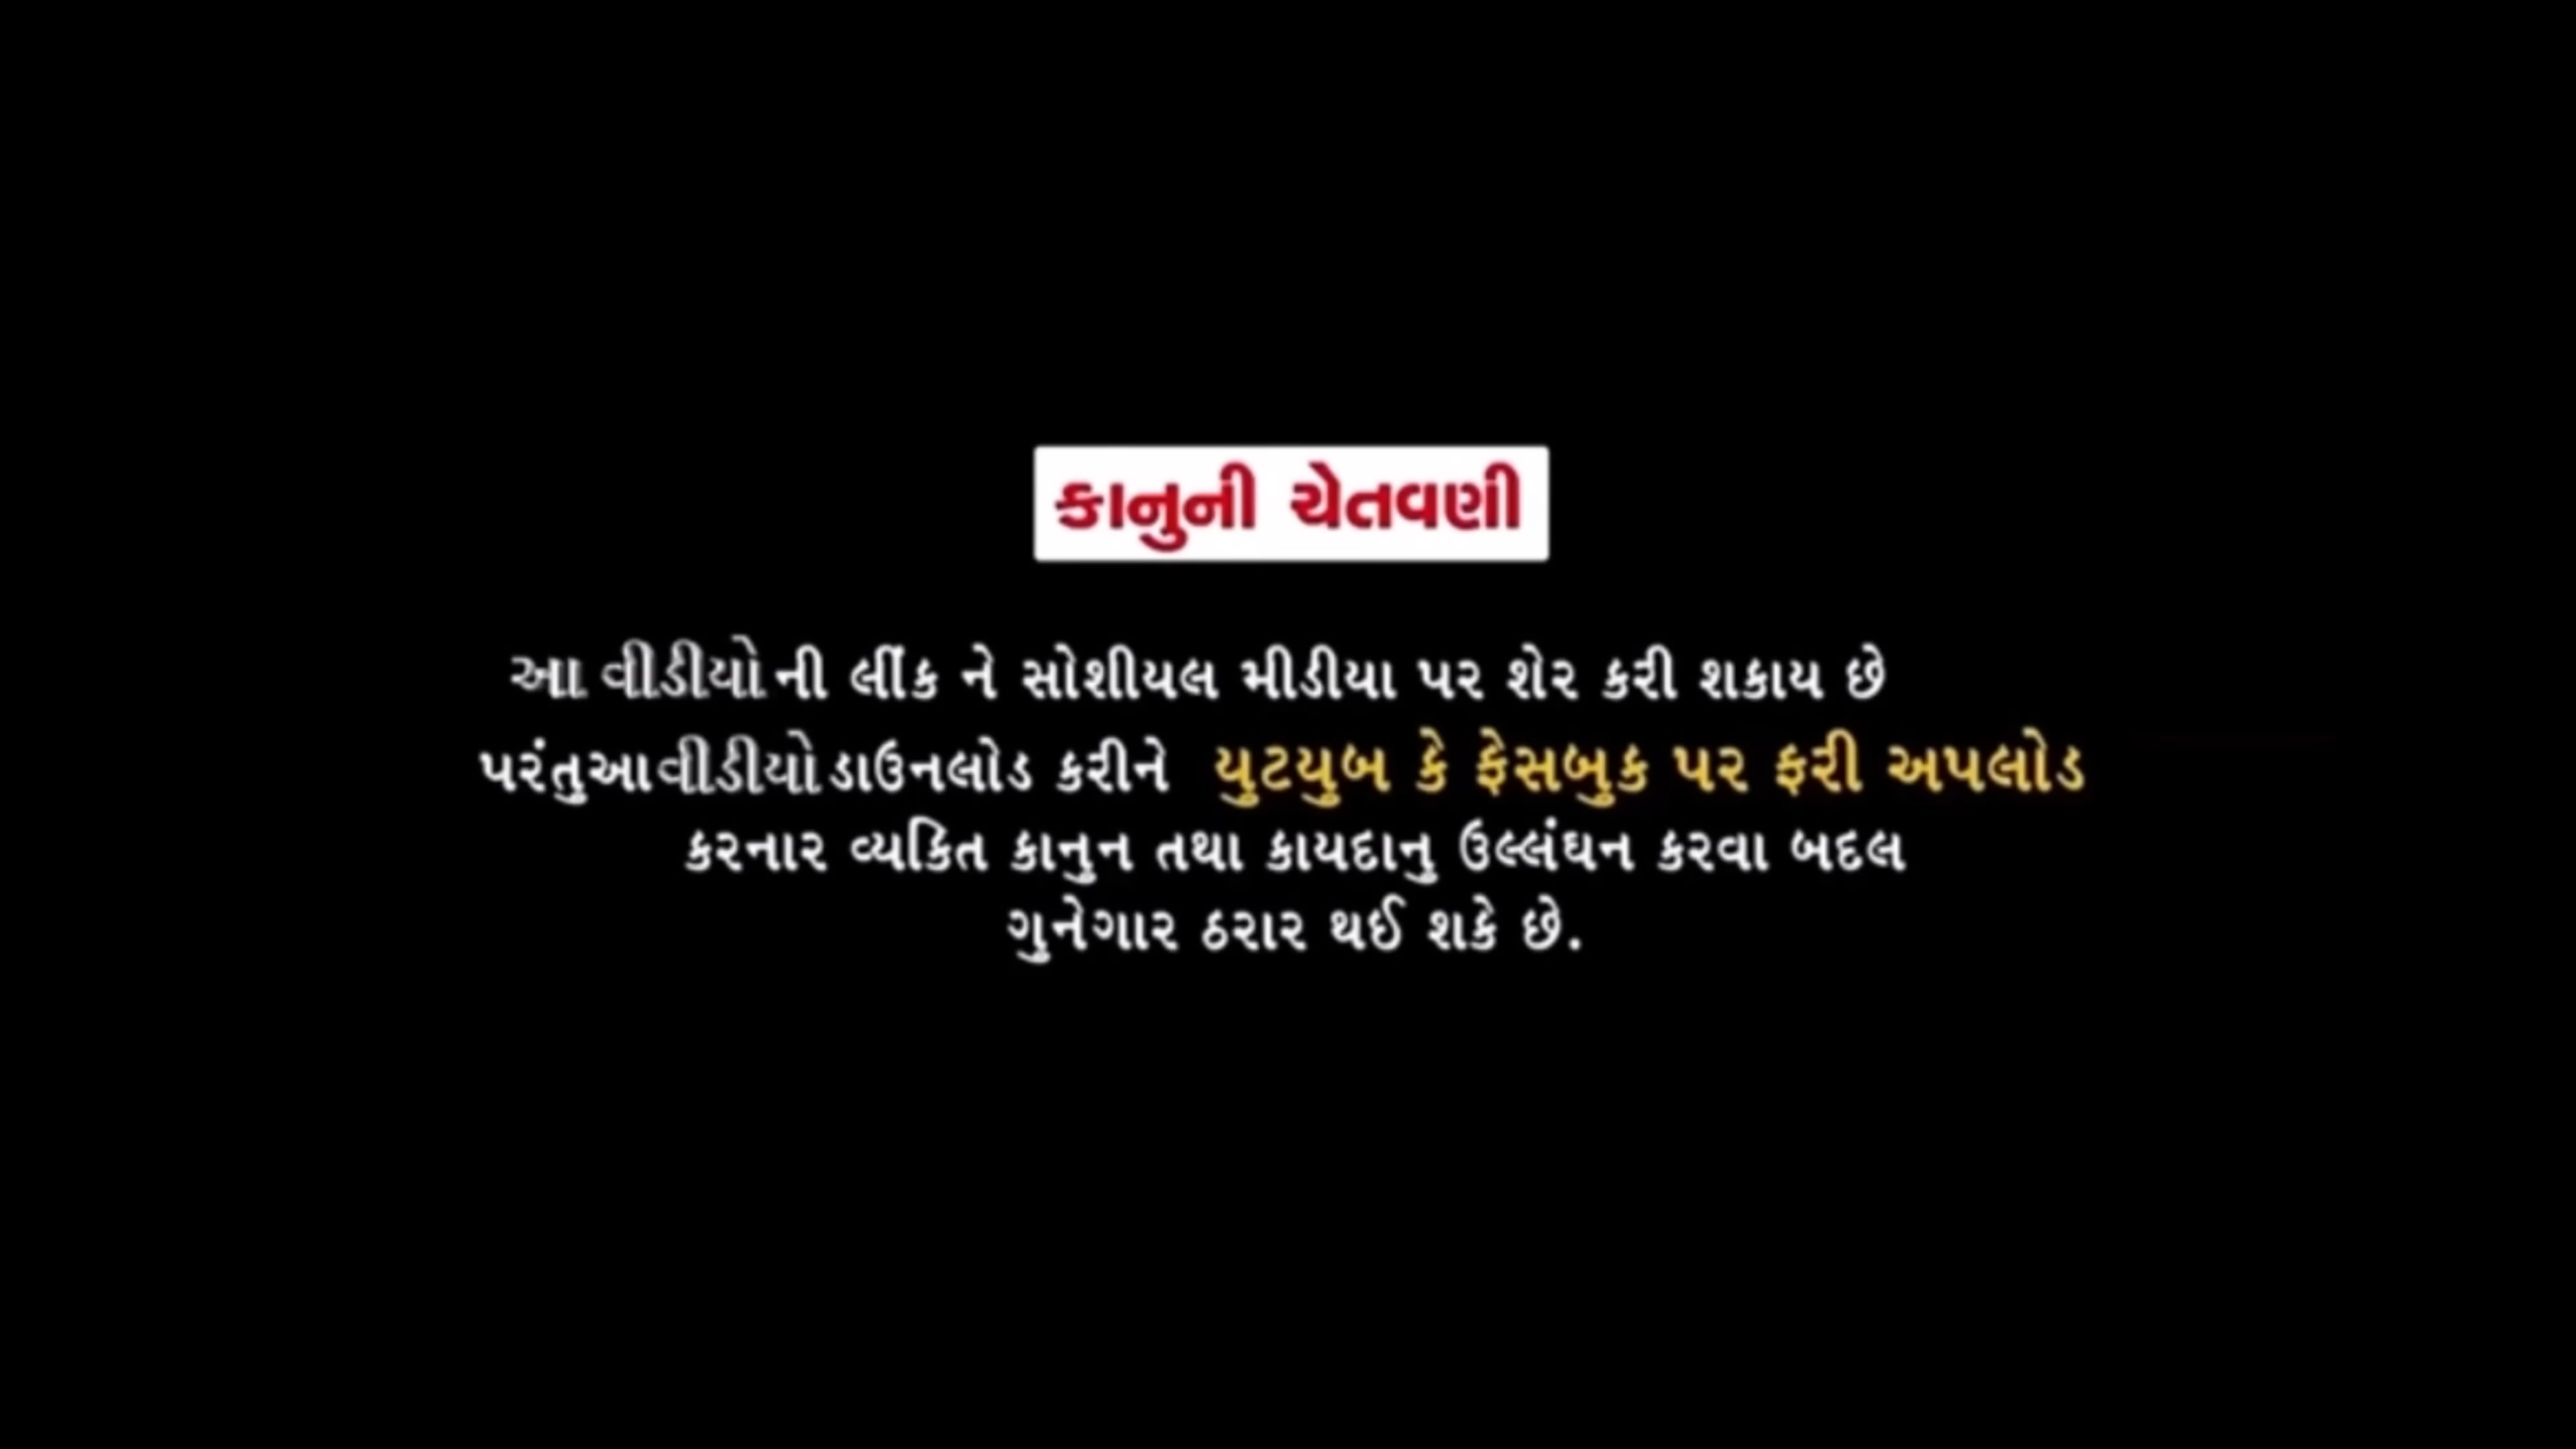 કાનુની ચેતવણી
આ વીડીયો ની લીંક ને સોશીયલ મીડીયા પર શેર કરી શકાય છે
પરંતુઆવીડીયો ડાઉનલોડ કરીને યુટયુબ કે ફેસબુક પર ફરી અપલોડ
કરનાર વ્યકિત કાનુન તથા કાયદાનુ ઉલ્લંઘન કરવા બદલ
ગુનેગાર ઠરાર થઈ શકે છે.